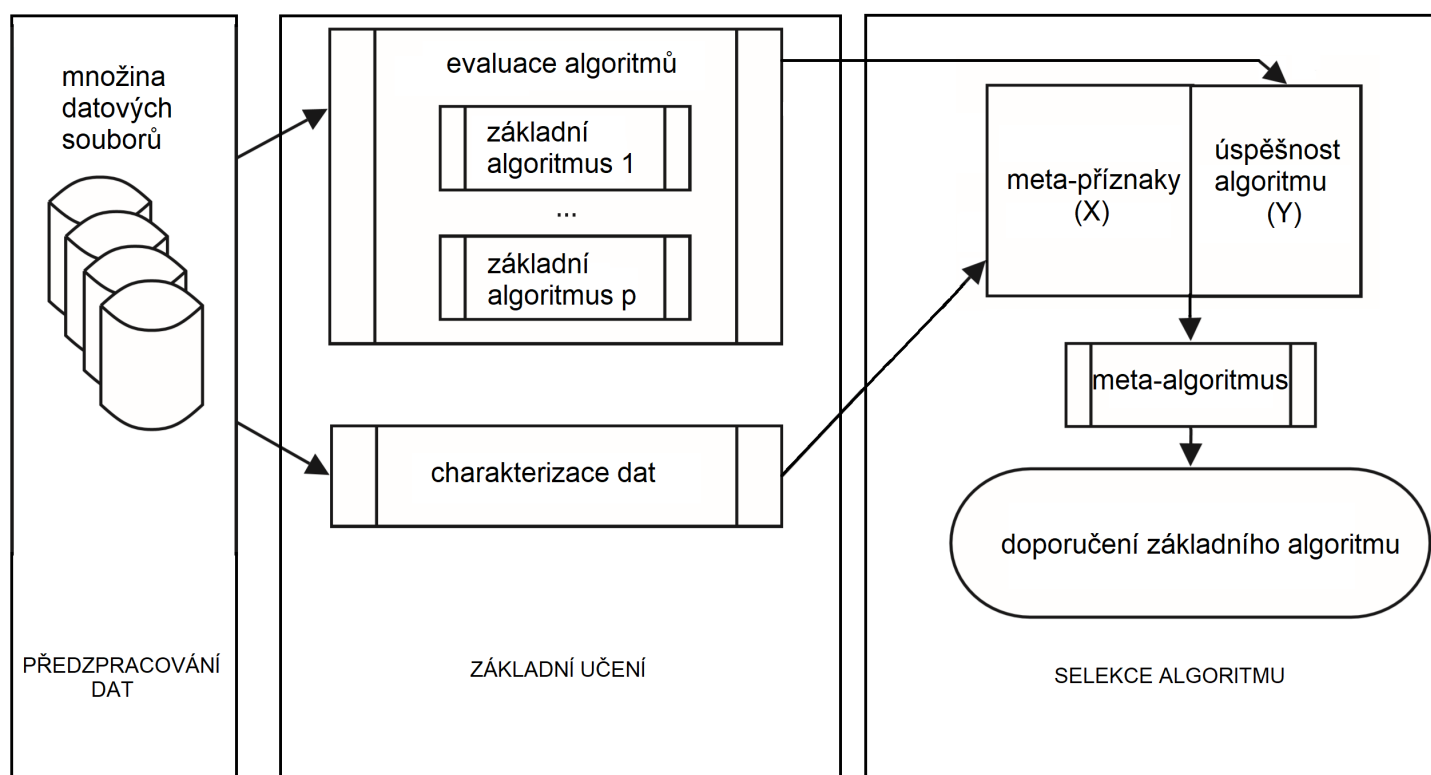 množina
datových
souborů
PŘEDZPRACOVÁNÍ
DAT
evaluace algoritmů
základní
algoritmus 1
...
základní
algoritmus p
charakterizace dat
ZÁKLADNÍ UČENÍ
meta-příznaky
(X)
úspěšnost
algoritmu
(Y)
meta-algoritmus
doporučení základního algoritmu
SELEKCE ALGORITMU